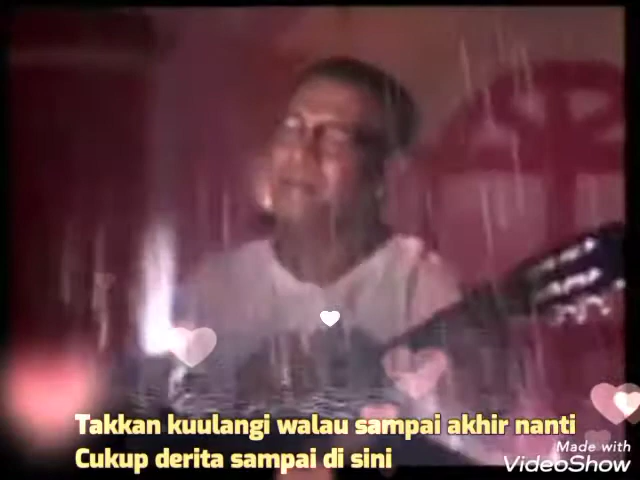 Takkan kuulangi walau sampai akhir nanti
Cukup derita sampai di sini
Made with
VideoShow